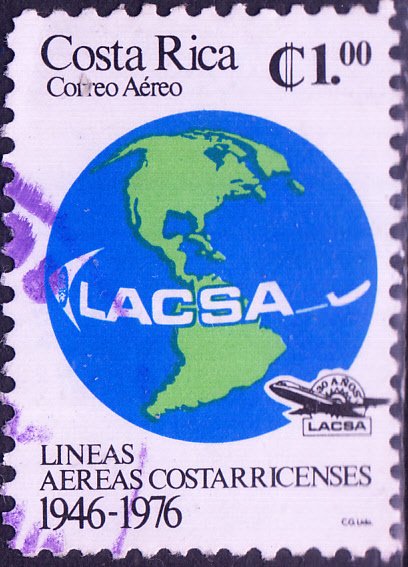 Costa Rica ₡1.00
Correo Aéreo
LACSA
30 AÑOS
LACSA
LINEAS
AEREAS COSTARRICENSES
1946-1976